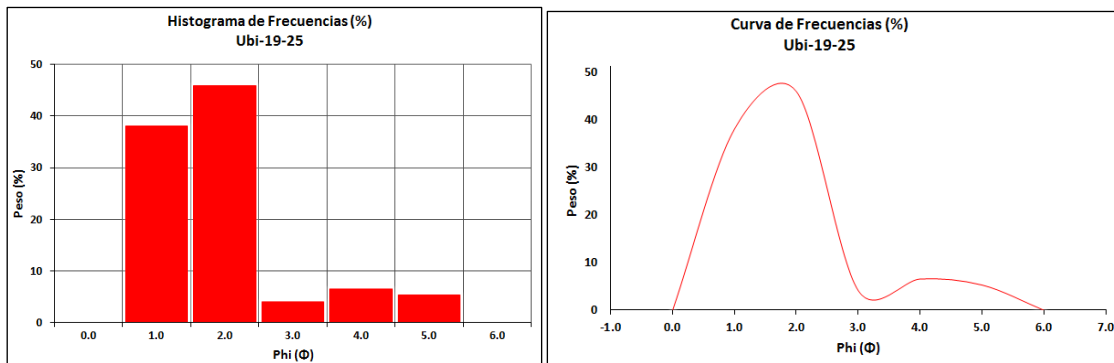 Histograma de Frecuencias (%)
Ubi-19-25
50
40
30
20
10
0
Peso (%)
0.0 1.0 2.0 3.0 4.0 5.0 6.0
Phi (Φ)
Curva de Frecuencias (%)
Ubi-19-25
50
40
30
20
10
0
Peso (%)
-1.0 0.0 1.0 2.0 3.0 4.0 5.0 6.0 7.0
Phi (Φ)